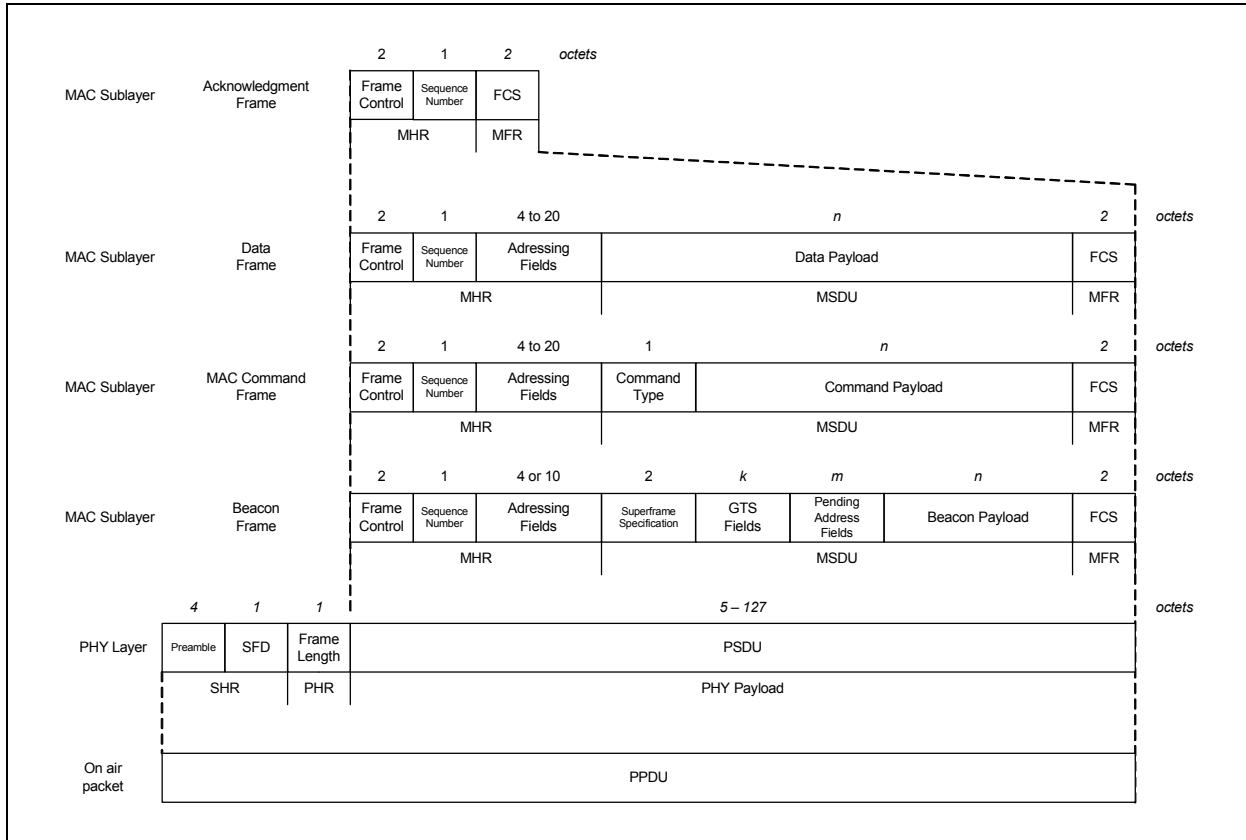 2 1 2 octets
MAC Sublayer Acknowledgment Frame Frame Control Sequence Number FCS
MHR MFR
2 1 4 to 20 n 2 octets
MAC Sublayer Data Frame Frame Control Sequence Number Adressing Fields Data Payload FCS
MHR MSDU MFR
2 1 4 to 20 1 n 2 octets
MAC Sublayer MAC Command Frame Frame Control Sequence Number Adressing Fields Command Type Command Payload FCS
MHR MSDU MFR
2 1 4 or 10 2 k m n 2 octets
MAC Sublayer Beacon Frame Frame Control Sequence Number Adressing Fields Superframe Specification GTS Fields Pending Address Fields Beacon Payload FCS
MHR MSDU MFR
4 1 1 5 – 127 octets
PHY Layer Preamble SFD Frame Length PSDU
SHR PHR PHY Payload
On air packet PPDU